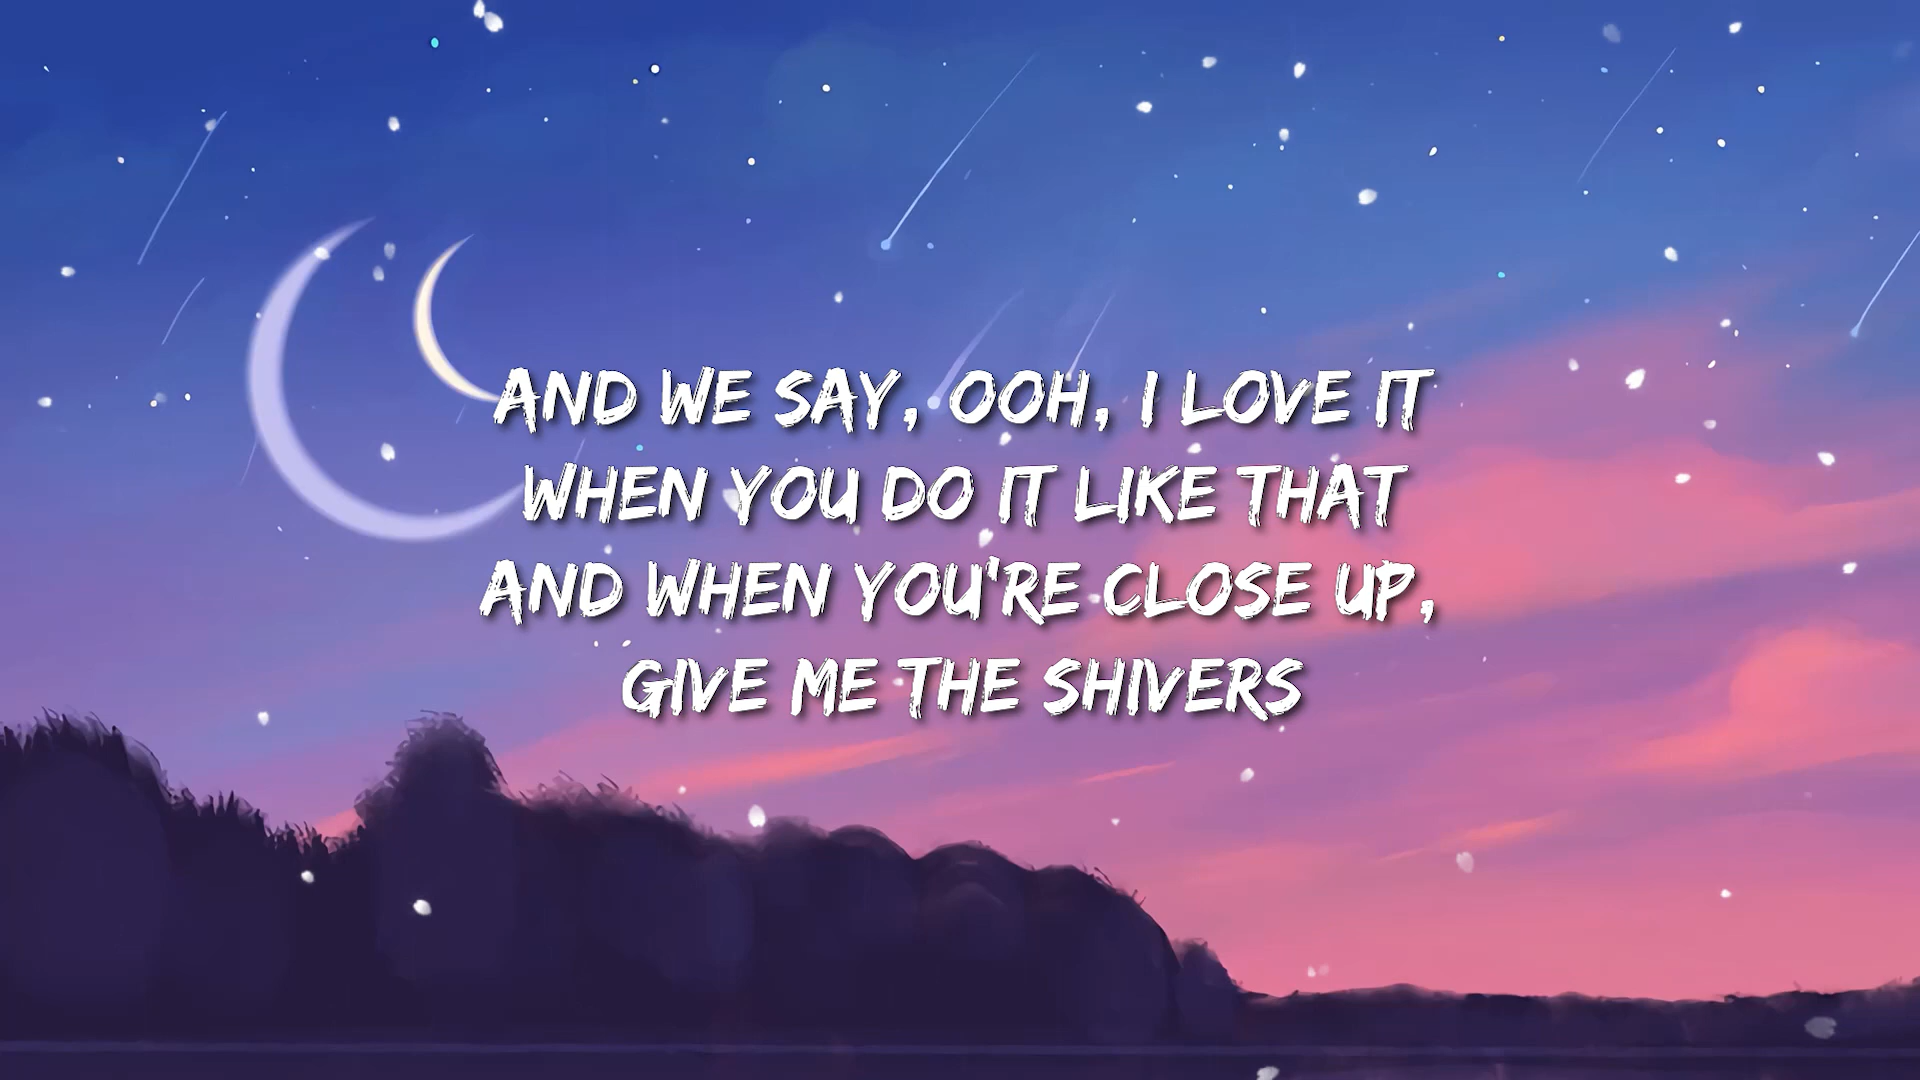 AND WE SAY, OOH, I LOVE IT
WHEN YOU DO IT LIKE THAT
AND WHEN YOU'RE CLOSE UP,
GIVE ME THE SHIVERS